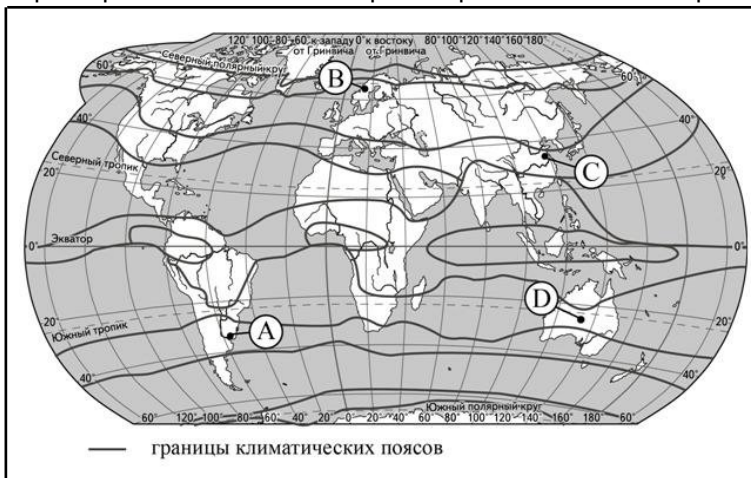 120° 100° 80° 60° к западу 0° к востоку 80° 100° 120° 140° 160° 180°
от Гринвича от Гринвича
Северный полярный круг
60° 60°
B
40° 40°
C
Северный тропик
20° 20°
Экватор
0° 0°
D
A
Южный тропик
20° 20°
40° 40°
Южный полярный круг
60° 120° 100° 80° 60° 40° 20° 0° 20° 40° 60° 80° 100° 120° 140° 160° 180° 60°
границы климатических поясов